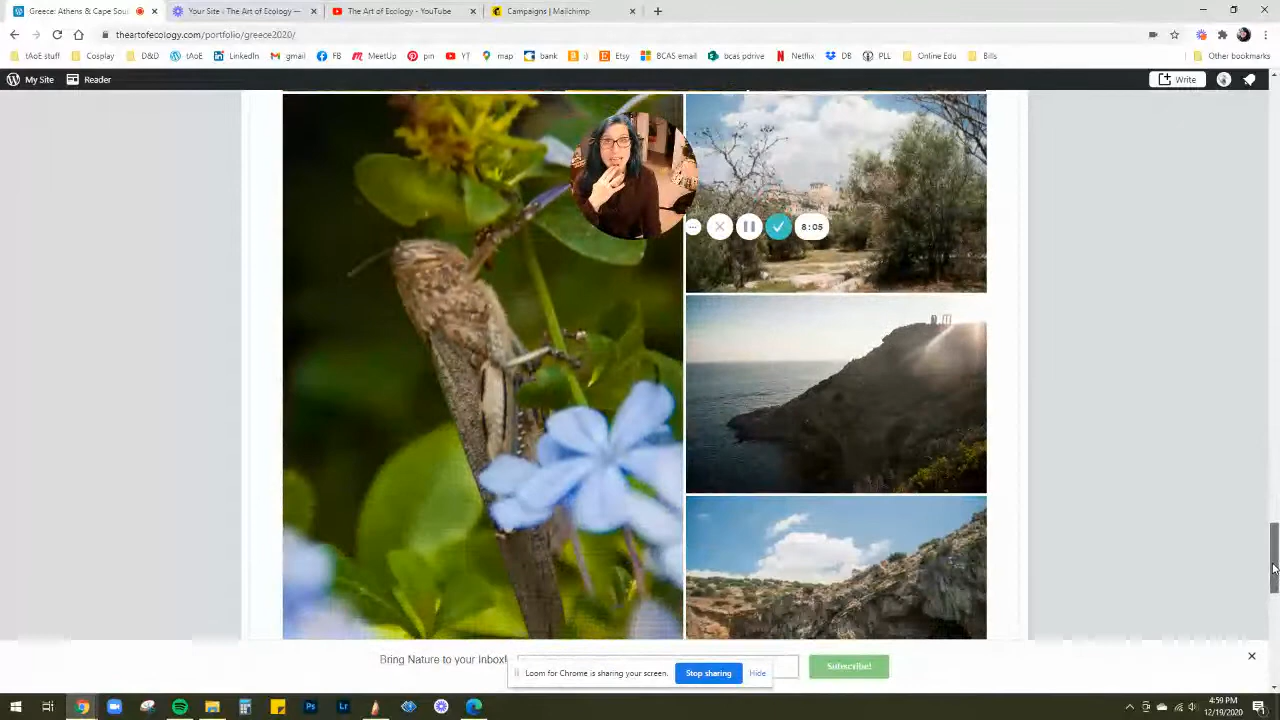 Greece: Athens & Cape Soun
Your Site ‹ The Art of Ecology —
The Art of Ecology - YouTube
Campaigns | Mailchimp
theartofecology.com/portfolio/greece2020/
etsy stuff
Cosplay
D&D
tAoE
LinkedIn
gmail
FB
MeetUp
pin
YT
map
bank
:)
Etsy
BCAS email
bcas pdrive
Netflix
DB
PLL
Online Edu
Bills
Other bookmarks
My Site
Reader
Write
8:05
Bring Nature to your inbox!
Subscribe!
Loom for Chrome is sharing your screen.
Stop sharing
Hide
4:59 PM
12/19/2020